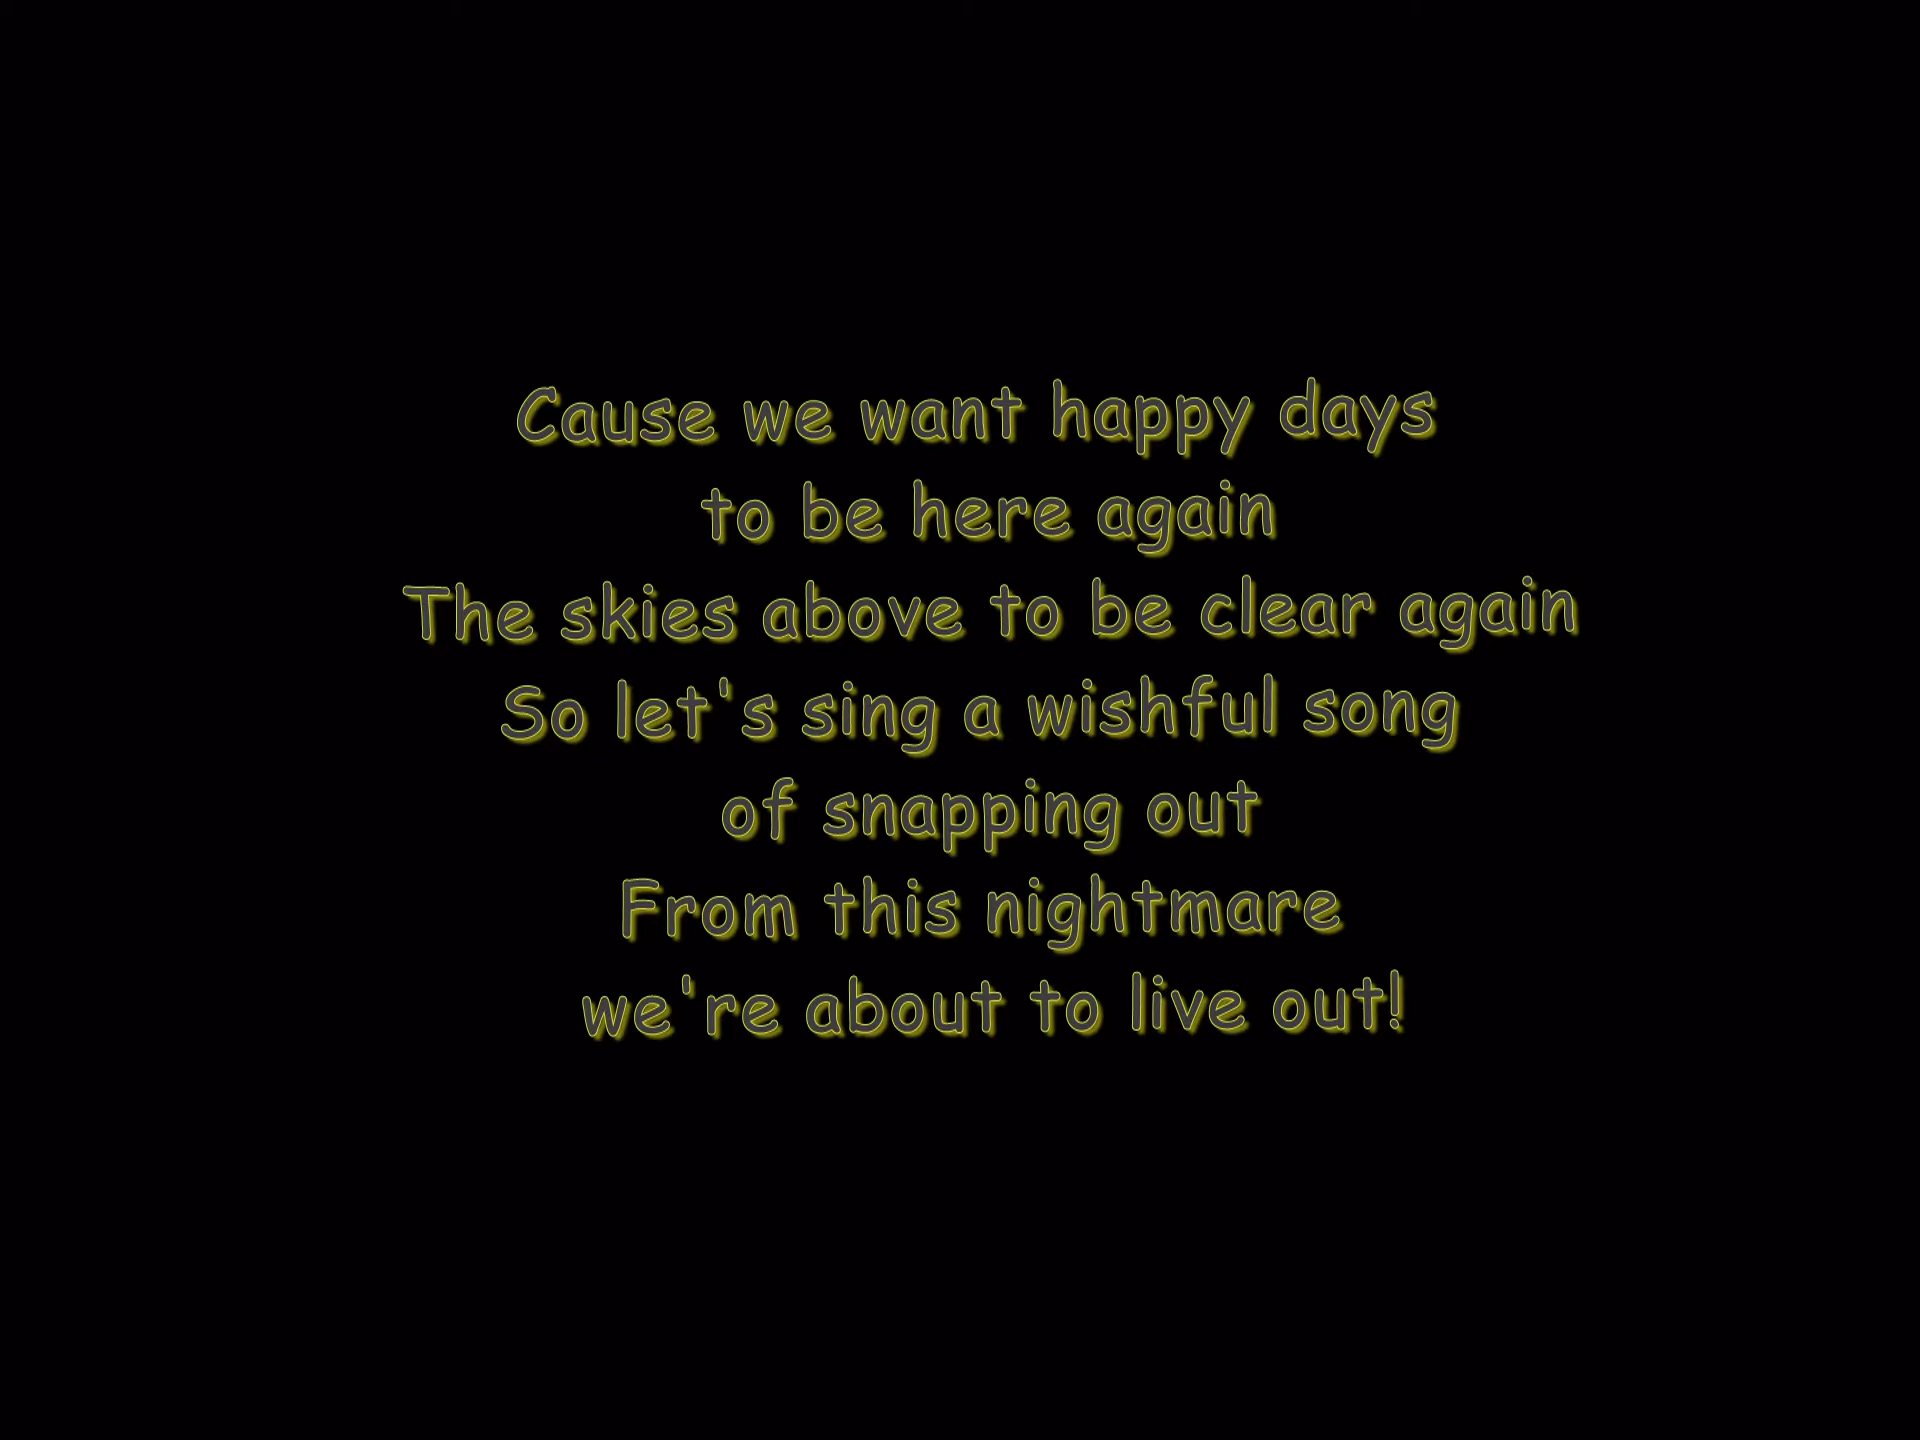 Cause we want happy days
to be here again
The skies above to be clear again
So let's sing a wishful song
of snapping out
From this nightmare
we're about to live out!